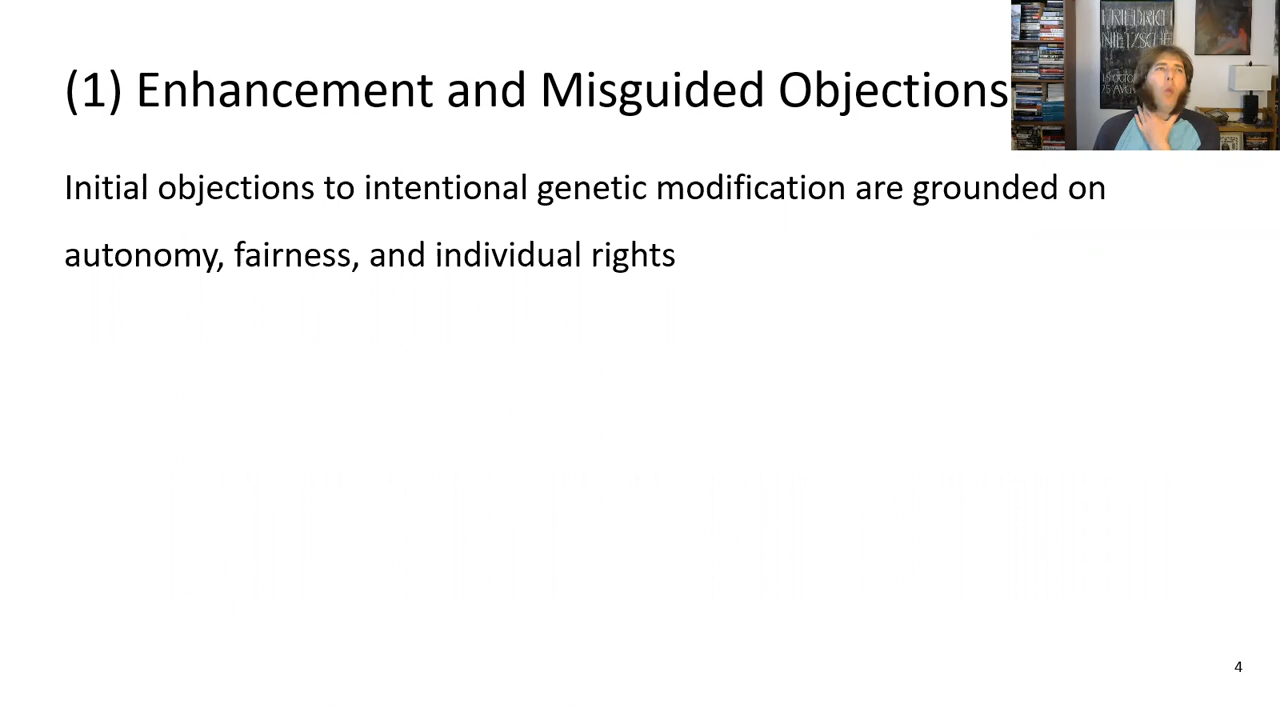 (1) Enhancement and Misguided Objections
FRIEDRICH
NIETZSCHE
Initial objections to intentional genetic modification are grounded on
autonomy, fairness, and individual rights
4